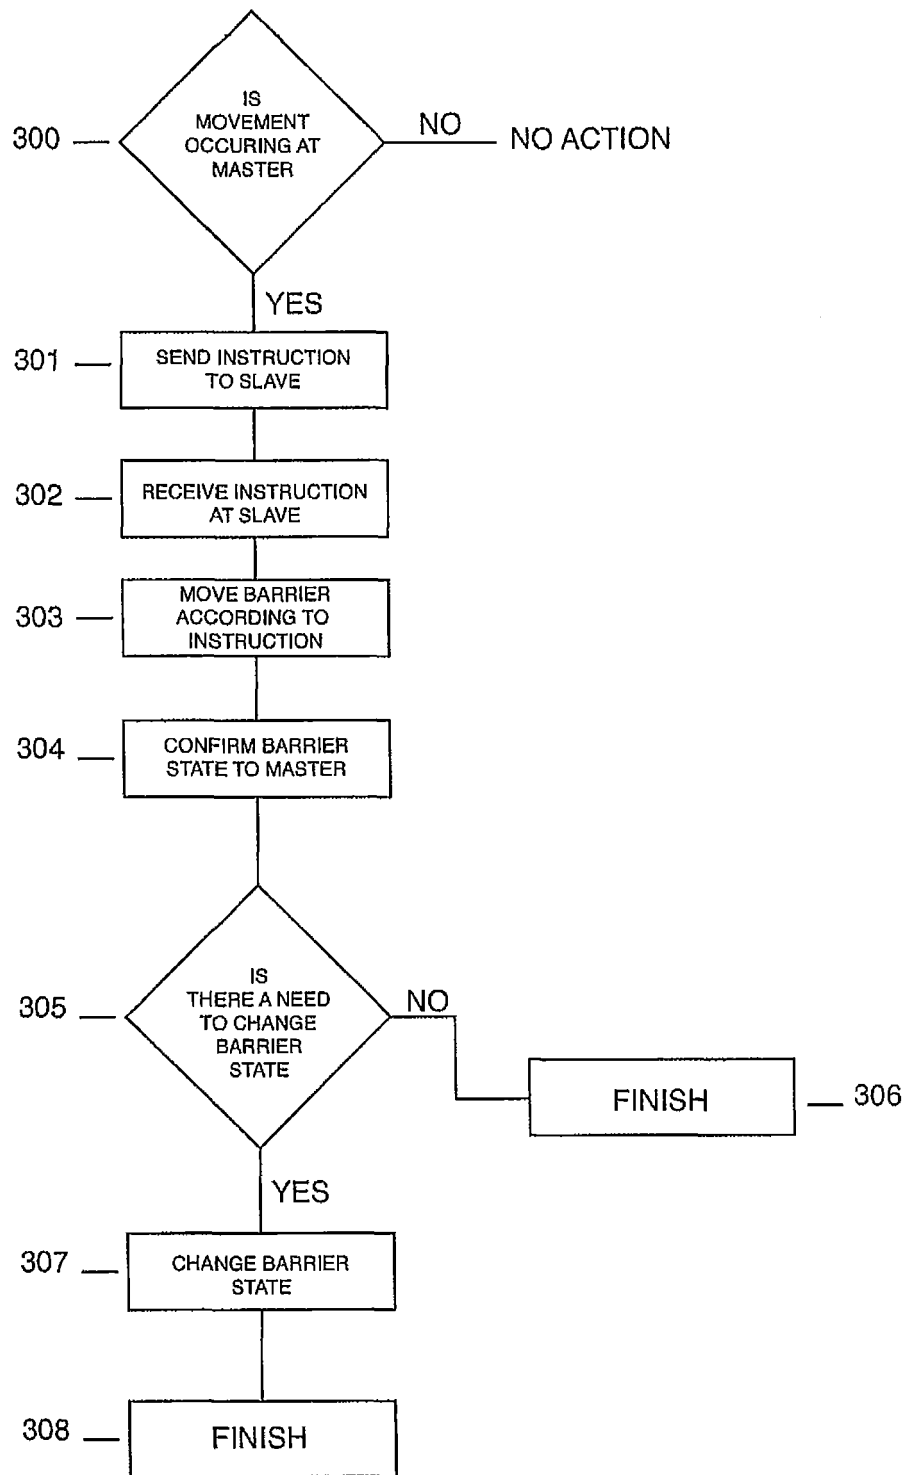 IS
MOVEMENT
OCCURING AT
MASTER
300
NO
NO ACTION
YES
301
SEND INSTRUCTION
TO SLAVE
302
RECEIVE INSTRUCTION
AT SLAVE
303
MOVE BARRIER
ACCORDING TO
INSTRUCTION
304
CONFIRM BARRIER
STATE TO MASTER
305
IS
THERE A NEED
TO CHANGE
BARRIER
STATE
NO
FINISH
306
YES
307
CHANGE BARRIER
STATE
308
FINISH